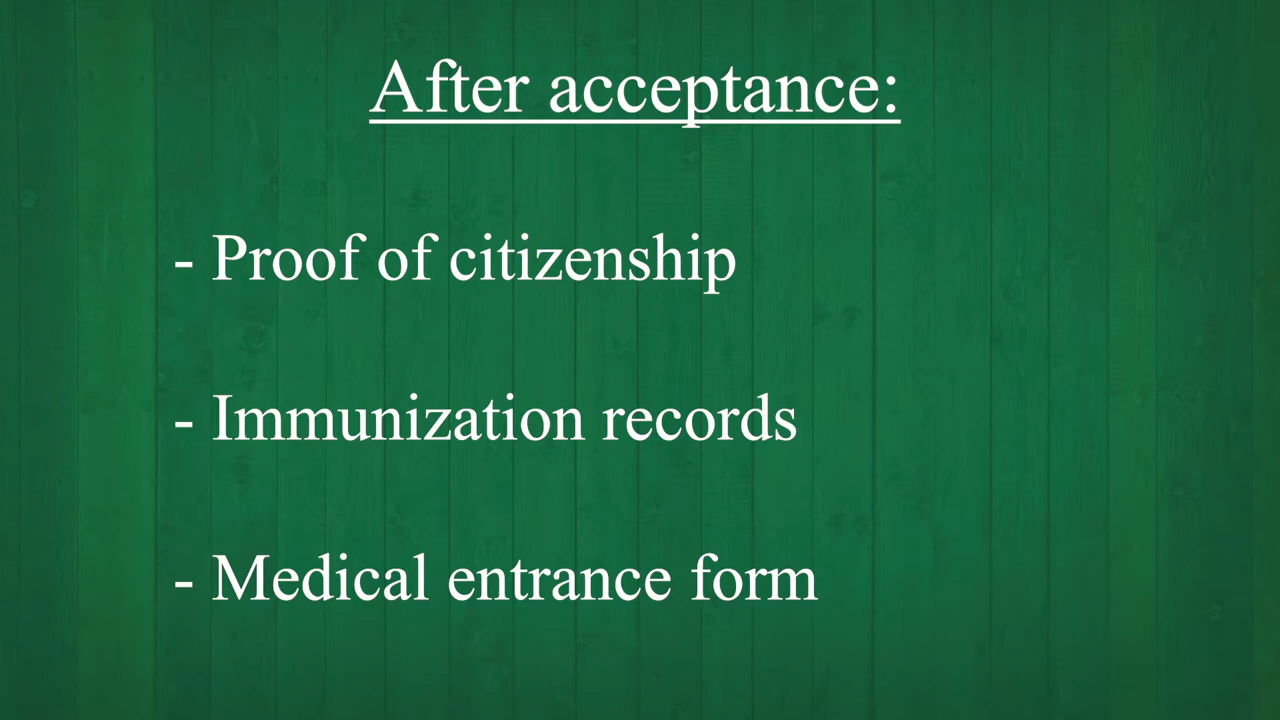 After acceptance:
- Proof of citizenship
- Immunization records
- Medical entrance form